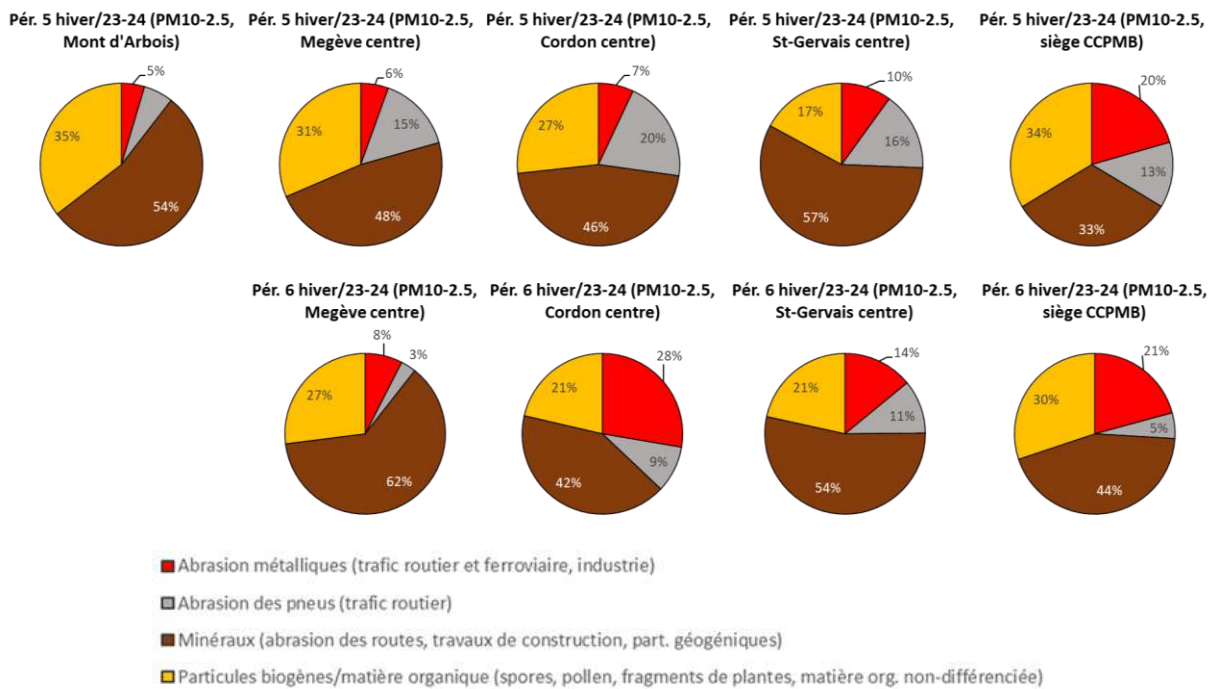 Pér. 5 hiver/23-24 (PM10-2.5,
Mont d'Arbois)
Pér. 5 hiver/23-24 (PM10-2.5,
Megève centre)
Pér. 5 hiver/23-24 (PM10-2.5,
Cordon centre)
Pér. 5 hiver/23-24 (PM10-2.5,
St-Gervais centre)
Pér. 5 hiver/23-24 (PM10-2.5,
siège CCPMB)
5%
35%
54%
6%
31%
15%
48%
7%
27%
20%
46%
10%
17%
16%
57%
20%
34%
13%
33%
Pér. 6 hiver/23-24 (PM10-2.5,
Megève centre)
Pér. 6 hiver/23-24 (PM10-2.5,
Cordon centre)
Pér. 6 hiver/23-24 (PM10-2.5,
St-Gervais centre)
Pér. 6 hiver/23-24 (PM10-2.5,
siège CCPMB)
8%
3%
27%
62%
28%
21%
9%
42%
14%
21%
11%
54%
21%
30%
5%
44%
Abrasion métalliques (trafic routier et ferroviaire, industrie)
Abrasion des pneus (trafic routier)
Minéraux (abrasion des routes, travaux de construction, part. géogéniques)
Particules biogènes/matière organique (spores, pollen, fragments de plantes, matière org. non-différenciée)